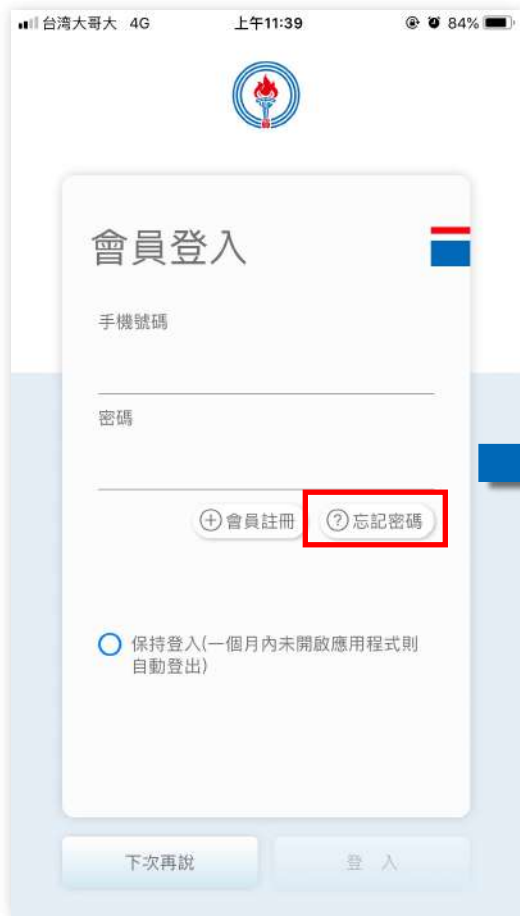 台湾大哥大 4G 上午11:39 84%
會員登入
手機號碼
密碼
會員註冊 忘記密碼
保持登入(一個月內未開啟應用程式則
自動登出)
下次再說 登 入